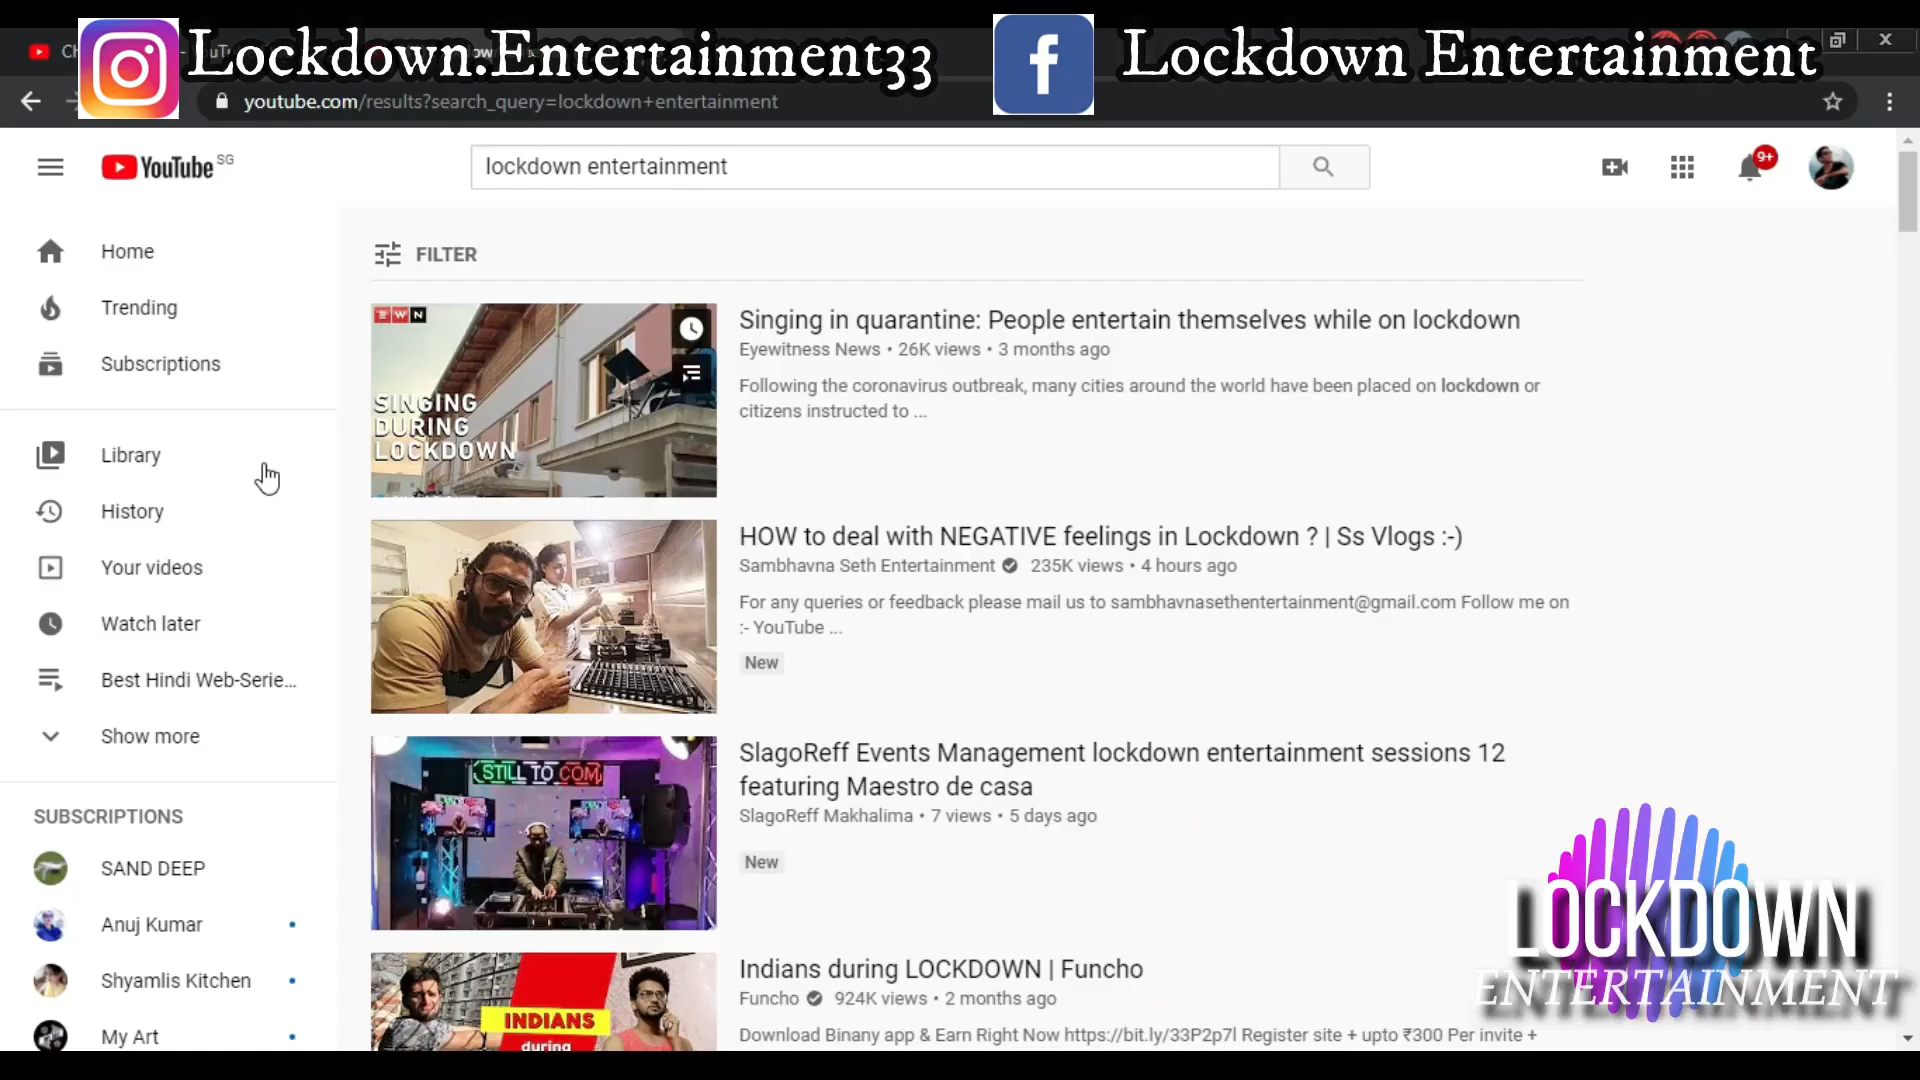 Lockdown.Entertainment33
Lockdown Entertainment
youtube.com/results?search_query=lockdown+entertainment
YouTube SG
lockdown entertainment
9+
Home
Trending
Subscriptions
Library
History
Your videos
Watch later
Best Hindi Web-Serie...
Show more
SUBSCRIPTIONS
SAND DEEP
Anuj Kumar
Shyamlis Kitchen
My Art
FILTER
EWN
SINGING
DURING
LOCKDOWN
Singing in quarantine: People entertain themselves while on lockdown
Eyewitness News • 26K views • 3 months ago
Following the coronavirus outbreak, many cities around the world have been placed on lockdown or
citizens instructed to ...
HOW to deal with NEGATIVE feelings in Lockdown ? | Ss Vlogs :-)
Sambhavna Seth Entertainment 235K views • 4 hours ago
For any queries or feedback please mail us to sambhavnasethentertainment@gmail.com Follow me on
:- YouTube ...
New
STILL TO COM
SlagoReff Events Management lockdown entertainment sessions 12
featuring Maestro de casa
SlagoReff Makhalima • 7 views • 5 days ago
New
INDIANS
during
Indians during LOCKDOWN | Funcho
Funcho 924K views • 2 months ago
Download Binany app & Earn Right Now https://bit.ly/33P2p7l Register site + upto ₹300 Per invite +
LOCKDOWN
ENTERTAINMENT